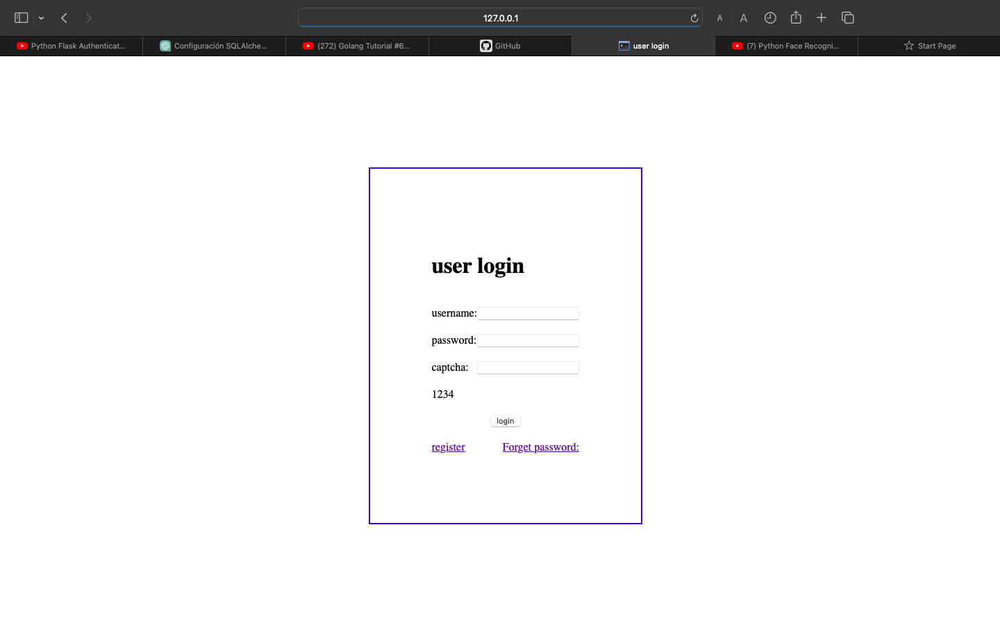 127.0.0.1
A A
Python Flask Authenticat...
Configuración SQLAlche...
(272) Golang Tutorial #6...
GitHub
user login
(7) Python Face Recogni...
Start Page
user login
username:
password:
captcha:
1234
login
register Forget password: